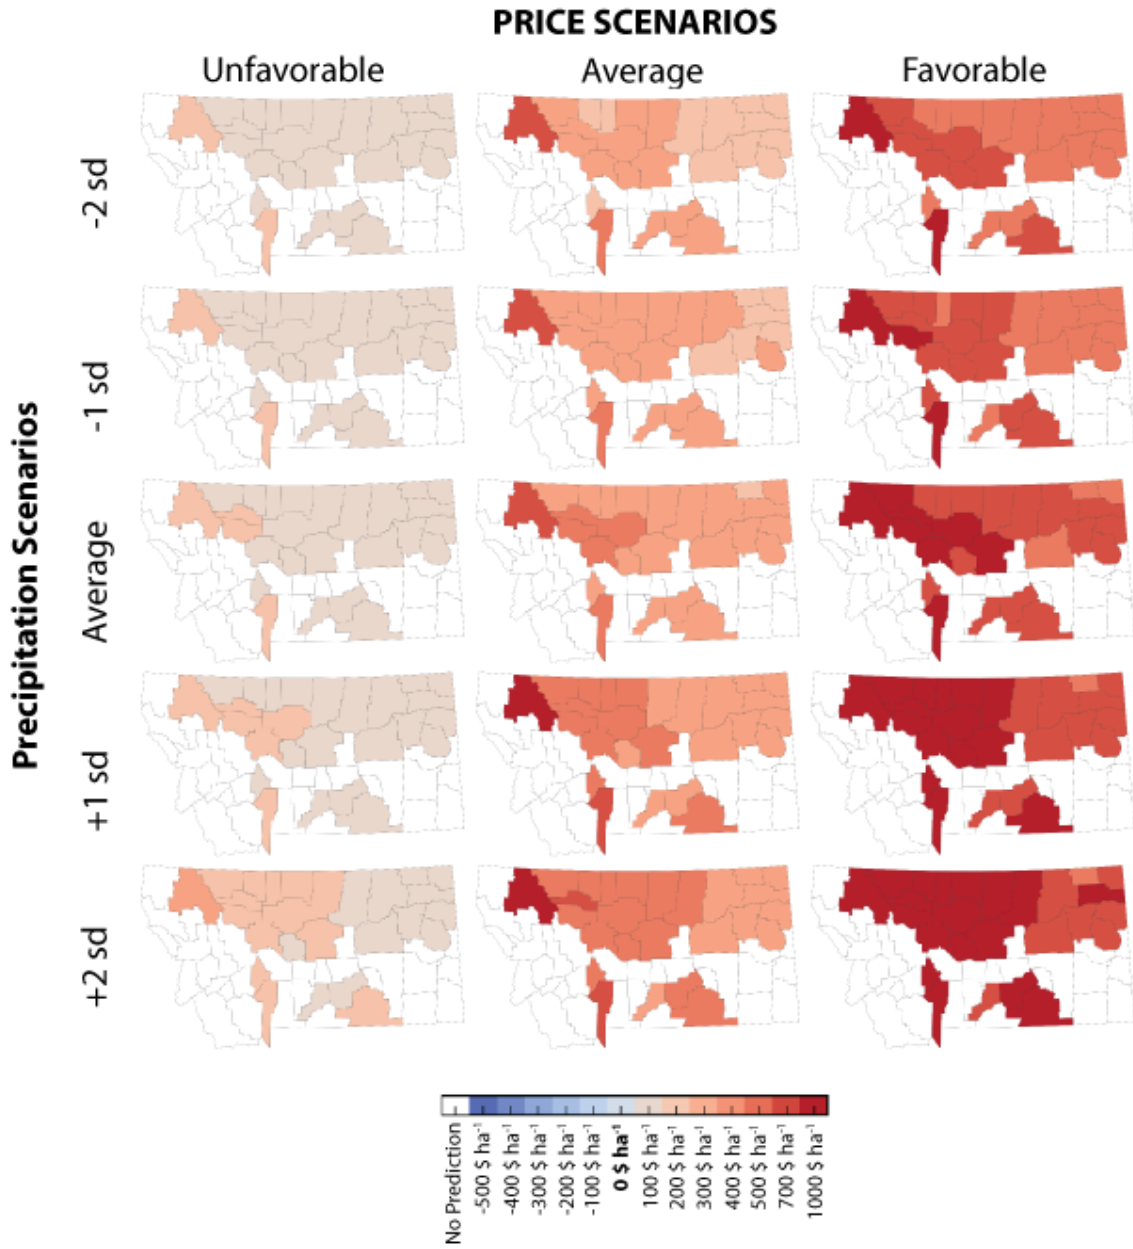 PRICE SCENARIOS
Unfavorable
Average
Favorable
Precipitation Scenarios
-2 sd
-1 sd
Average
+1 sd
+2 sd
No Prediction
-500 $ ha⁻¹
-400 $ ha⁻¹
-300 $ ha⁻¹
-200 $ ha⁻¹
-100 $ ha⁻¹
0 $ ha⁻¹
100 $ ha⁻¹
200 $ ha⁻¹
300 $ ha⁻¹
400 $ ha⁻¹
500 $ ha⁻¹
700 $ ha⁻¹
1000 $ ha⁻¹